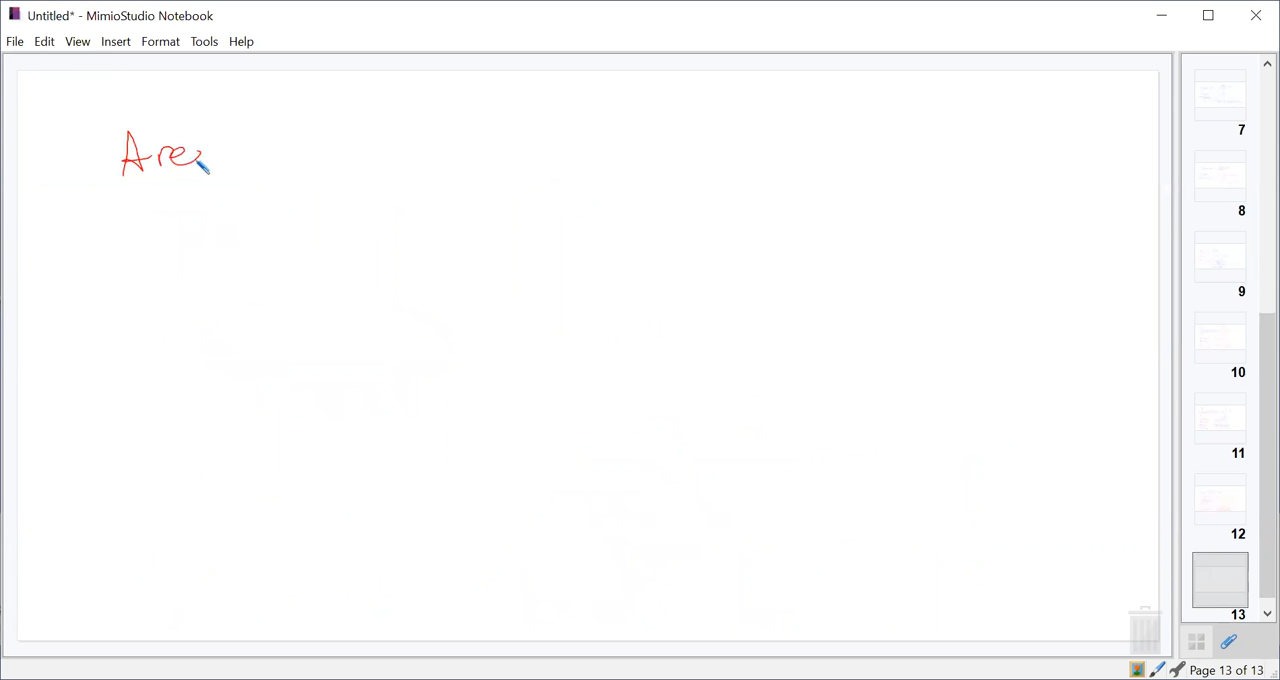 Untitled* - MimioStudio Notebook
File Edit View Insert Format Tools Help
Are
7
8
9
10
11
12
13
Page 13 of 13